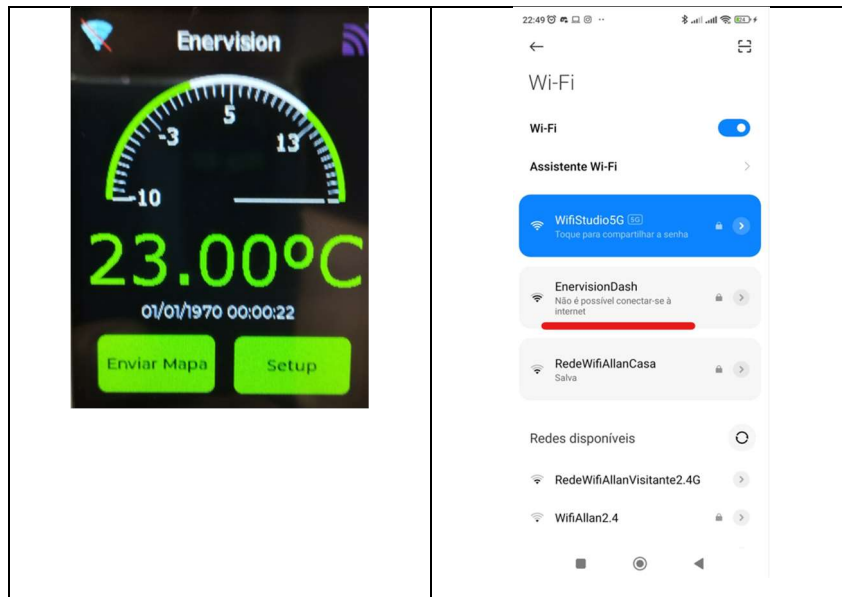 Enervision
5
-3
13
-10
23.00ºC
01/01/1970 00:00:22
Enviar Mapa
Setup
22:49
Wi-Fi
Wi-Fi
Assistente Wi-Fi
WifiStudio5G 5G
Toque para compartilhar a senha
EnervisionDash
Não é possível conectar-se à
internet
RedeWifiAllanCasa
Salva
Redes disponíveis
RedeWifiAllanVisitante2.4G
WifiAllan2.4